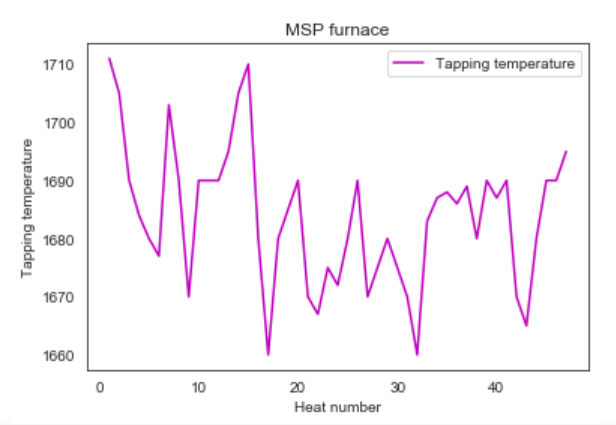 MSP furnace
Tapping temperature
Tapping temperature
1710
1700
1690
1680
1670
1660
0 10 20 30 40
Heat number